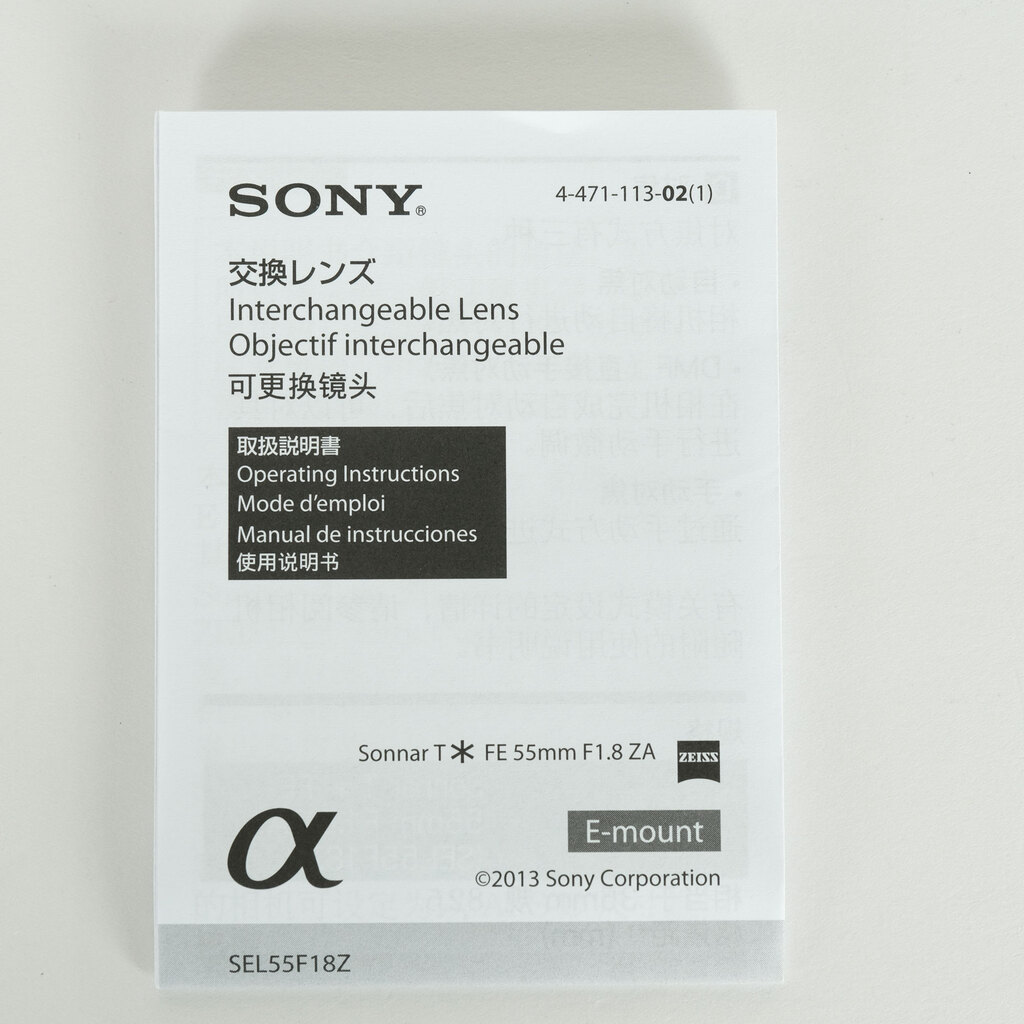 SONY®
4-471-113-02(1)
交換レンズ
Interchangeable Lens
Objectif interchangeable
可更换镜头
取扱説明書
Operating Instructions
Mode d'emploi
Manual de instrucciones
使用说明书
Sonnar T＊ FE 55mm F1.8 ZA
ZEISS
α
E-mount
©2013 Sony Corporation
SEL55F18Z